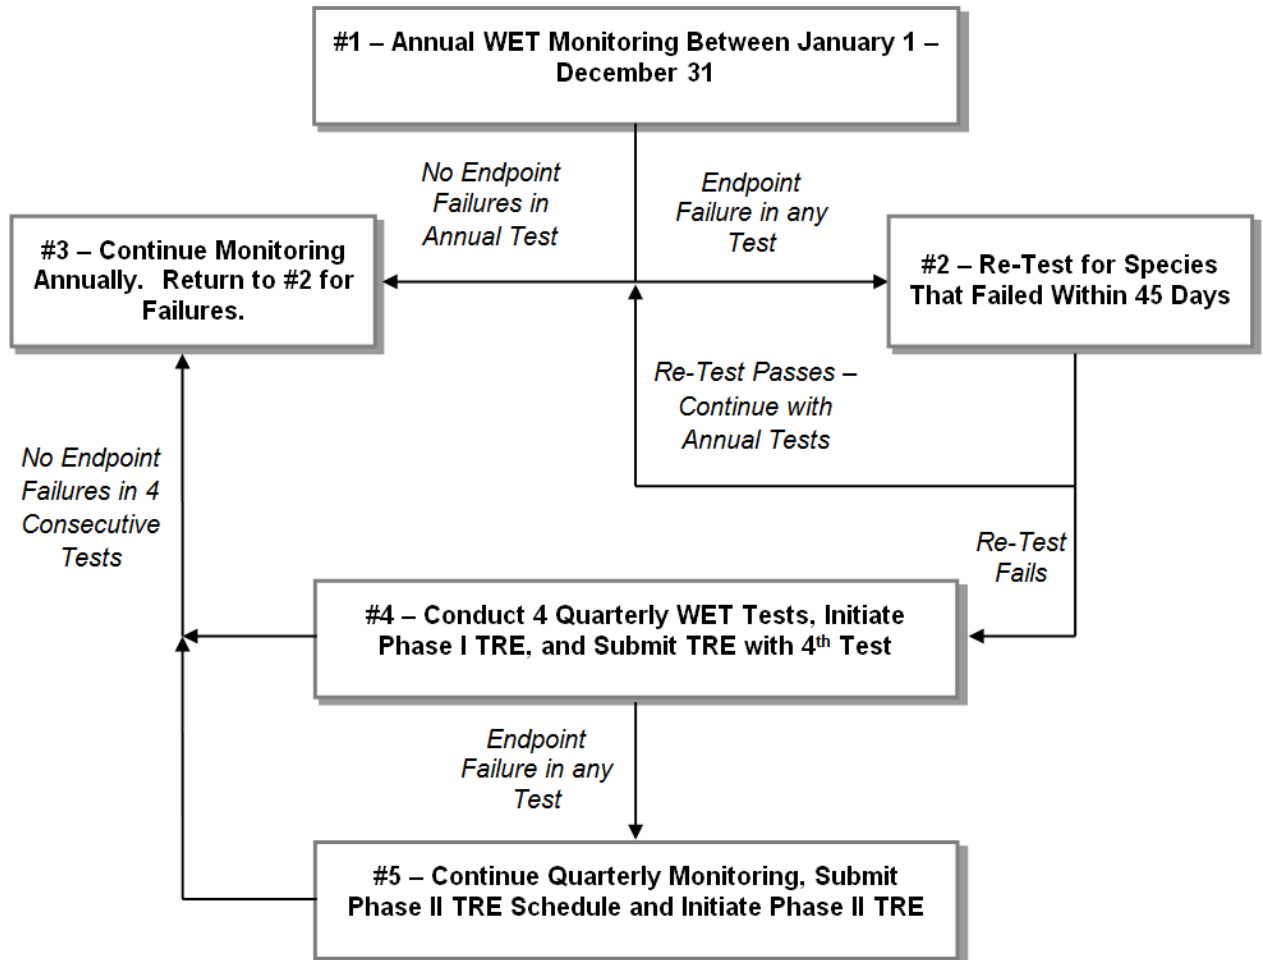 #1 – Annual WET Monitoring Between January 1 –
December 31
No Endpoint
Failures in
Annual Test
Endpoint
Failure in any
Test
#3 – Continue Monitoring
Annually.  Return to #2 for
Failures.
#2 – Re-Test for Species
That Failed Within 45 Days
Re-Test Passes –
Continue with
Annual Tests
No Endpoint
Failures in 4
Consecutive
Tests
Re-Test
Fails
#4 – Conduct 4 Quarterly WET Tests, Initiate
Phase I TRE, and Submit TRE with 4th Test
Endpoint
Failure in any
Test
#5 – Continue Quarterly Monitoring, Submit
Phase II TRE Schedule and Initiate Phase II TRE